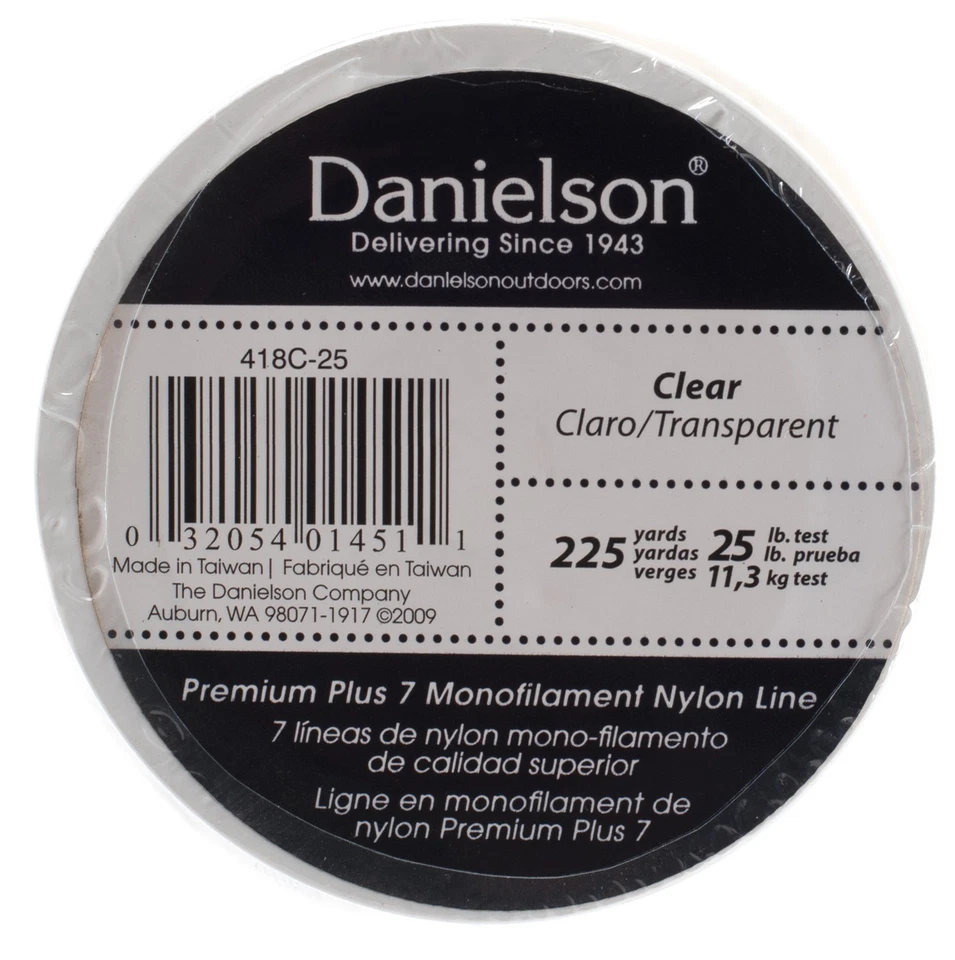 Danielson®
Delivering Since 1943
www.danielsonoutdoors.com
418C-25
0 32054 01451 1
Made in Taiwan | Fabriqué en Taiwan
The Danielson Company
Auburn, WA 98071-1917 ©2009
Clear
Claro/Transparent
225 yards yardas verges 25 lb. test lb. prueba 11,3 kg test
Premium Plus 7 Monofilament Nylon Line
7 líneas de nylon mono-filamento
de calidad superior
Ligne en monofilament de
nylon Premium Plus 7